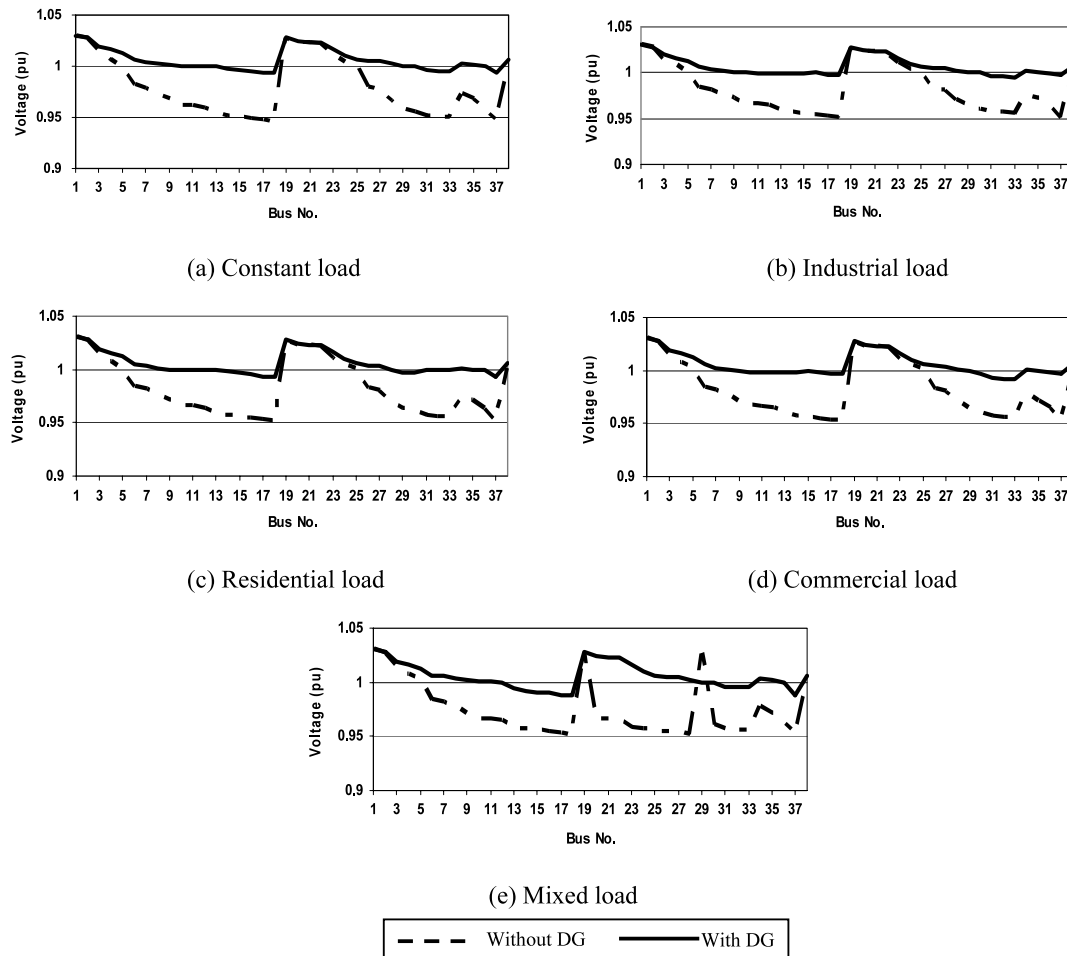 1.05
1
0.95
0.9
Voltage (pu)
1 3 5 7 9 11 13 15 17 19 21 23 25 27 29 31 33 35 37
Bus No.
(a) Constant load
1.05
1
0.95
0.9
Voltage (pu)
1 3 5 7 9 11 13 15 17 19 21 23 25 27 29 31 33 35 37
Bus No.
(b) Industrial load
1.05
1
0.95
0.9
Voltage (pu)
1 3 5 7 9 11 13 15 17 19 21 23 25 27 29 31 33 35 37
Bus No.
(c) Residential load
1.05
1
0.95
0.9
Voltage (pu)
1 3 5 7 9 11 13 15 17 19 21 23 25 27 29 31 33 35 37
Bus No.
(d) Commercial load
1.05
1
0.95
0.9
Voltage (pu)
1 3 5 7 9 11 13 15 17 19 21 23 25 27 29 31 33 35 37
Bus No.
(e) Mixed load
Without DG With DG